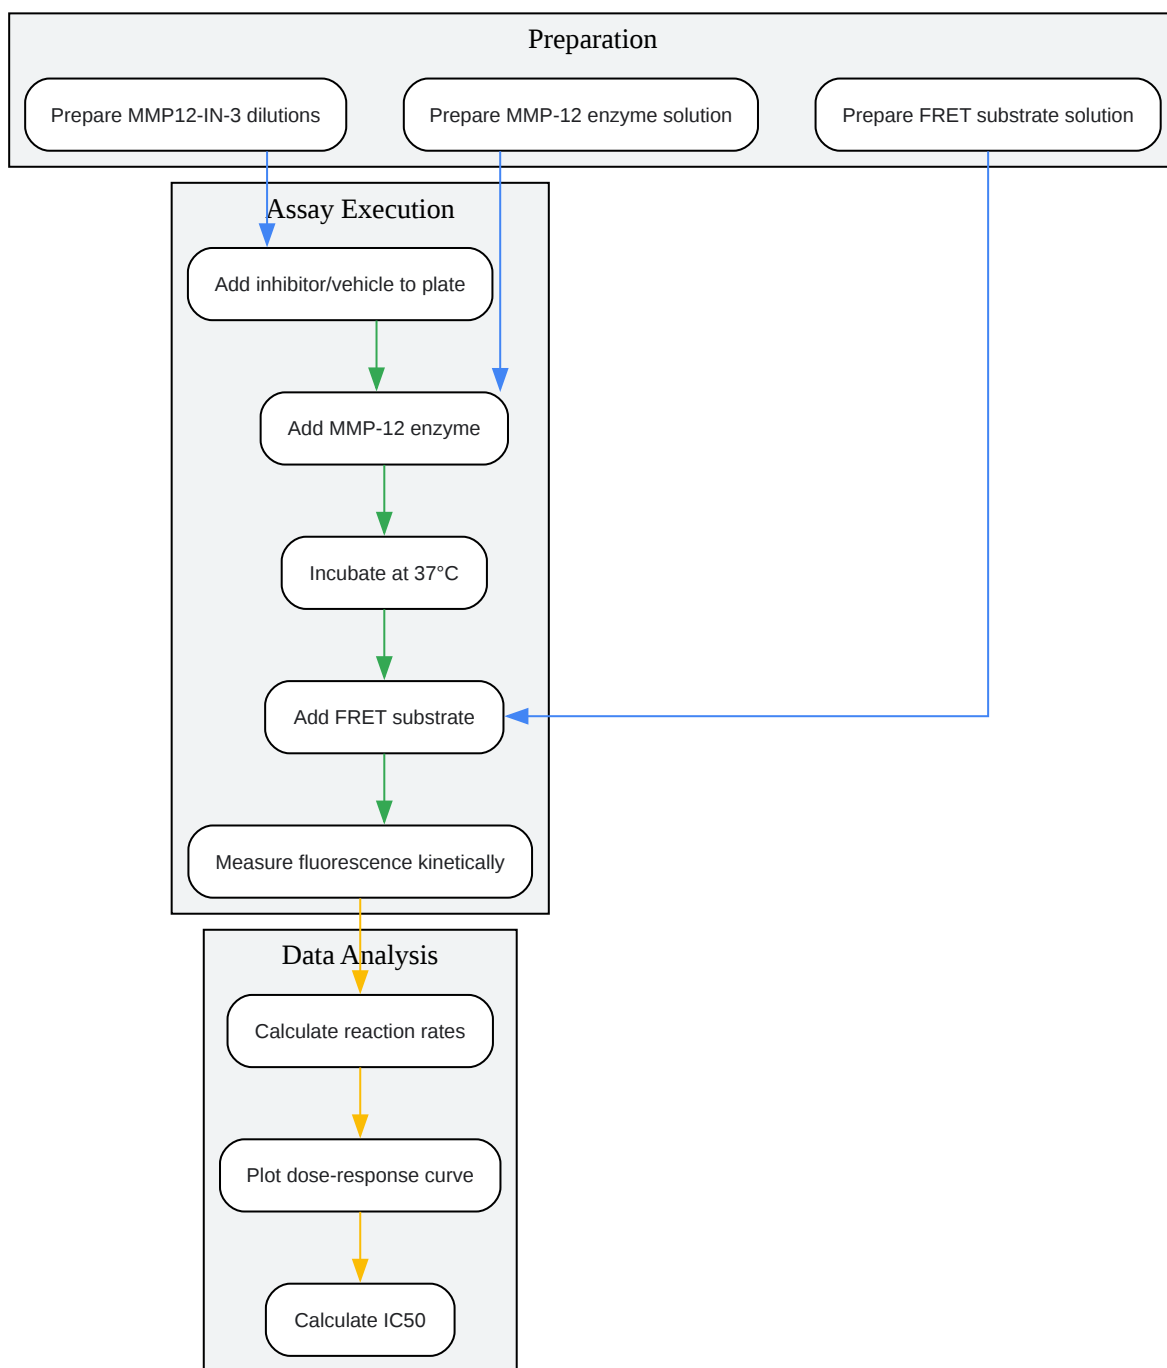 Preparation
Prepare MMP12-IN-3 dilutions
Prepare MMP-12 enzyme solution
Prepare FRET substrate solution
Assay Execution
Add inhibitor/vehicle to plate
Add MMP-12 enzyme
Incubate at 37°C
Add FRET substrate
Measure fluorescence kinetically
Data Analysis
Calculate reaction rates
Plot dose-response curve
Calculate IC50